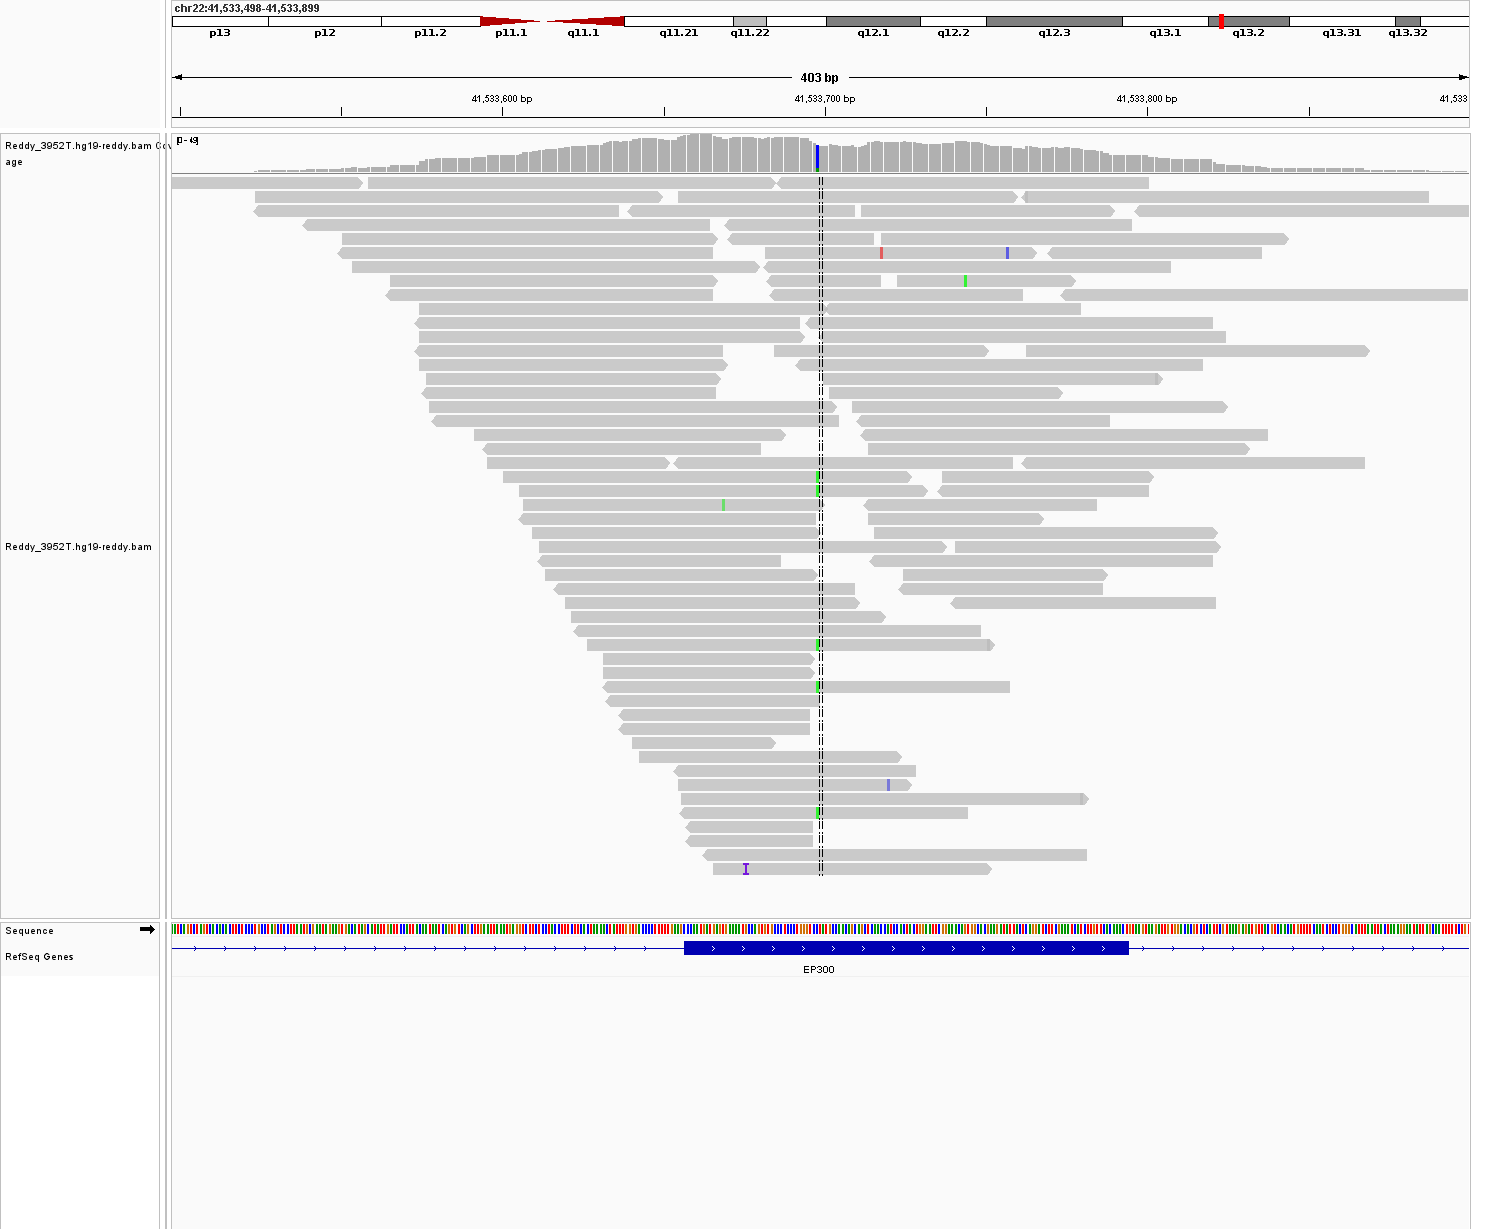 chr22:41,533,498-41,533,899
p13 p12 p11.2 p11.1 q11.1 q11.21 q11.22 q12.1 q12.2 q12.3 q13.1 q13.2 q13.31 q13.32
403 bp
41,533,600 bp 41,533,700 bp 41,533,800 bp 41,533
Reddy_3952T.hg19-reddy.bam Cov
age
Reddy_3952T.hg19-reddy.bam
Sequence
RefSeq Genes
EP300